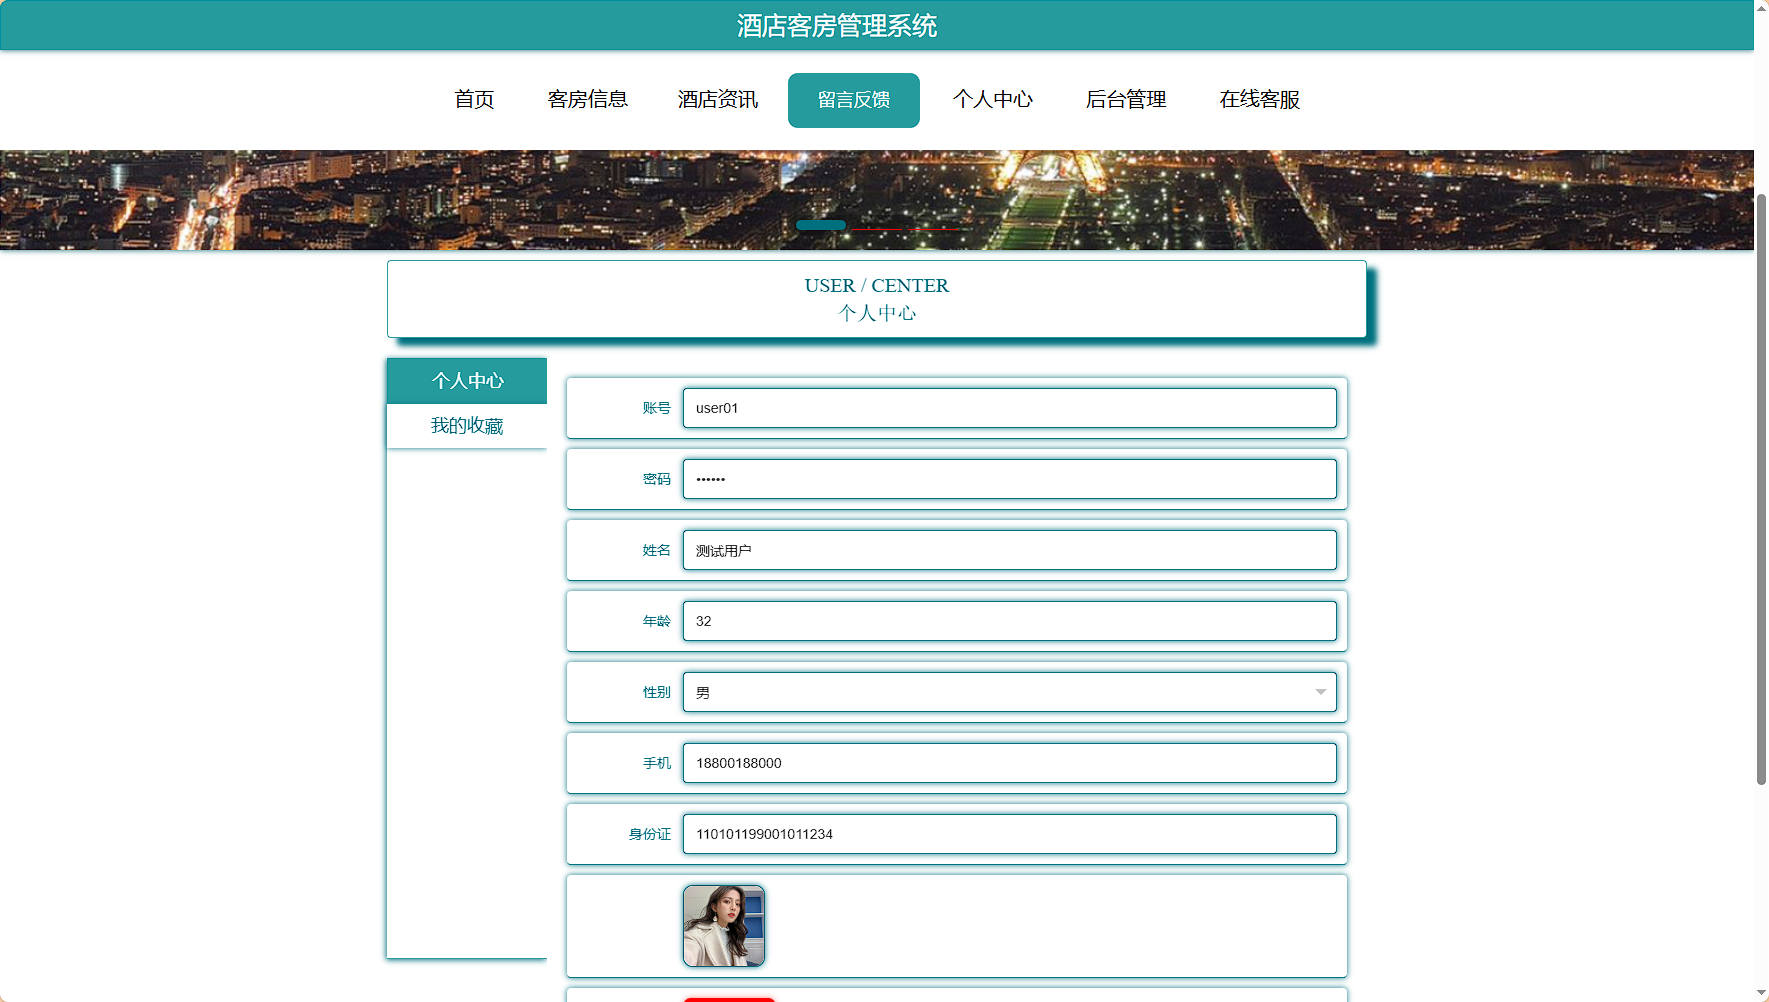 酒店客房管理系统
首页
客房信息
酒店资讯
留言反馈
个人中心
后台管理
在线客服
USER / CENTER
个人中心
个人中心
我的收藏
账号
user01
密码
••••••
姓名
测试用户
年龄
32
性别
男
手机
18800188000
身份证
110101199001011234